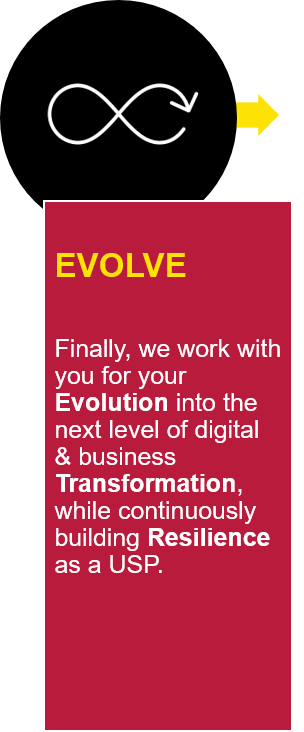 EVOLVE
Finally, we work with
you for your
Evolution into the
next level of digital
& business
Transformation,
while continuously
building Resilience
as a USP.